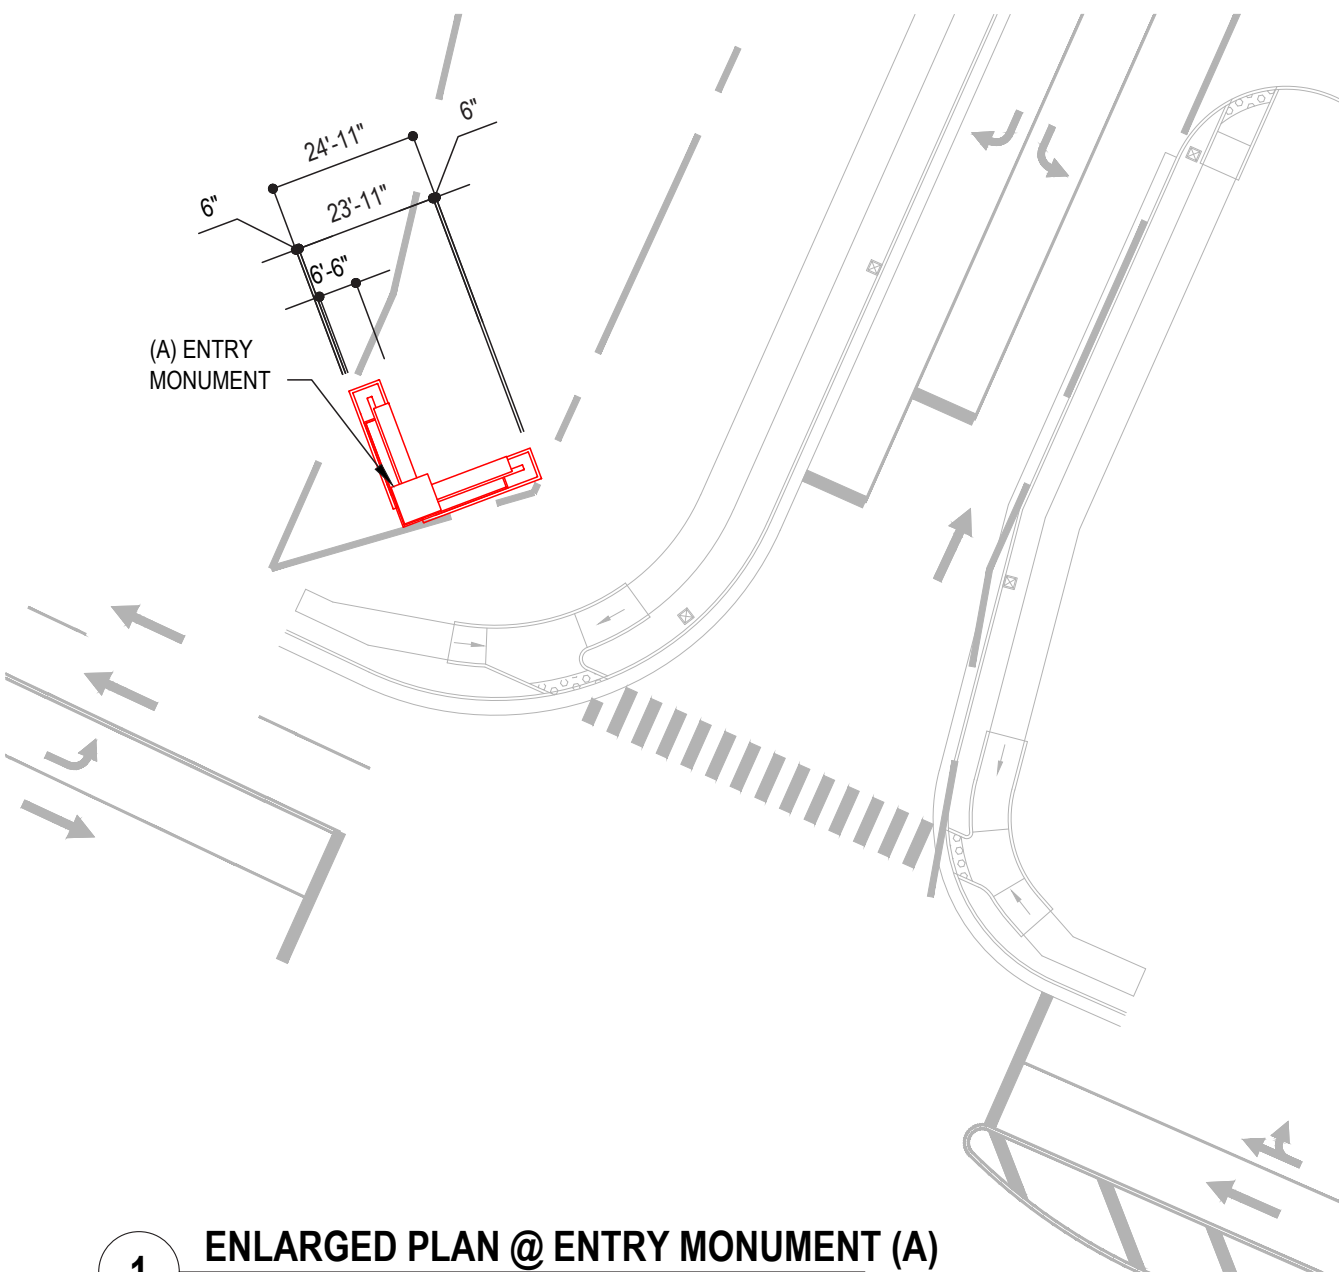 6"
24'-11"
6"
23'-11"
6'-6"
(A) ENTRY
MONUMENT
1
ENLARGED PLAN @ ENTRY MONUMENT (A)